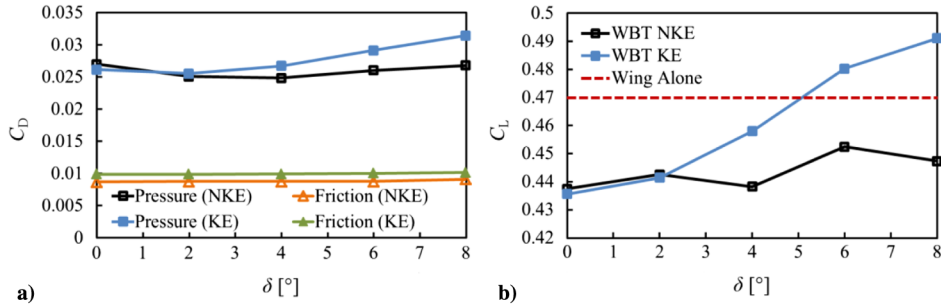 0.035
0.03
0.025
0.02
0.015
0.01
0.005
0
C_D
Pressure (NKE)
Friction (NKE)
Pressure (KE)
Friction (KE)
0 1 2 3 4 5 6 7 8
δ [°]
a)
0.5
0.49
0.48
0.47
0.46
0.45
0.44
0.43
0.42
C_L
WBT NKE
WBT KE
Wing Alone
0 1 2 3 4 5 6 7 8
δ [°]
b)